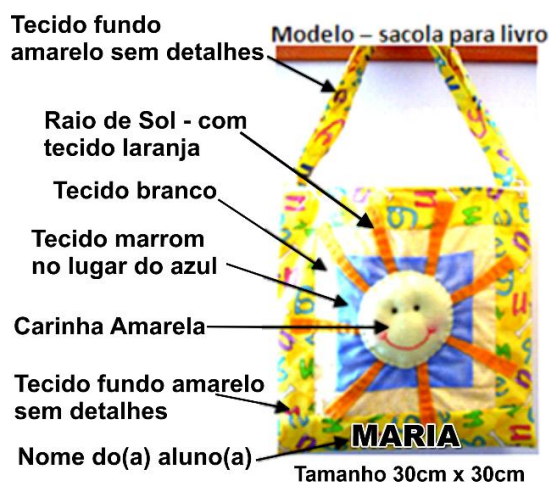 Tecido fundo
amarelo sem detalhes
Modelo – sacola para livro
Raio de Sol - com
tecido laranja
Tecido branco
Tecido marrom
no lugar do azul
Carinha Amarela
Tecido fundo amarelo
sem detalhes
Nome do(a) aluno(a)
MARIA
Tamanho 30cm x 30cm